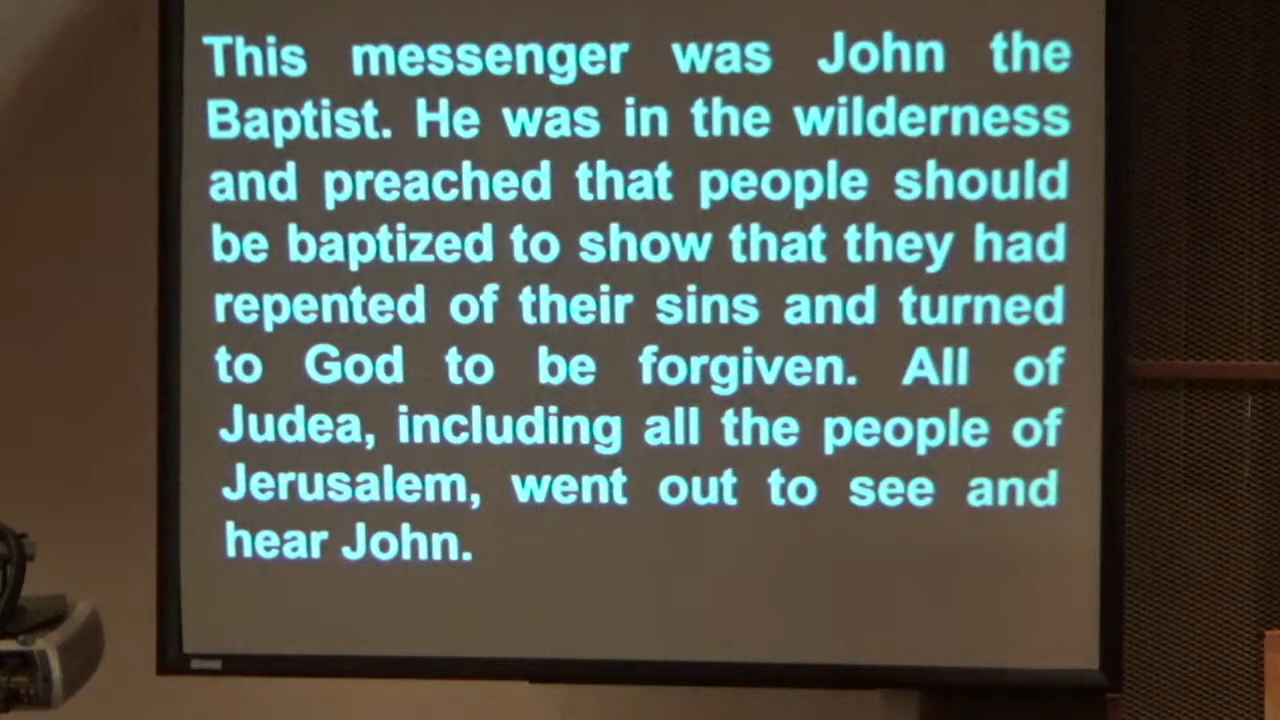 This messenger was John the
Baptist. He was in the wilderness
and preached that people should
be baptized to show that they had
repented of their sins and turned
to God to be forgiven. All of
Judea, including all the people of
Jerusalem, went out to see and
hear John.